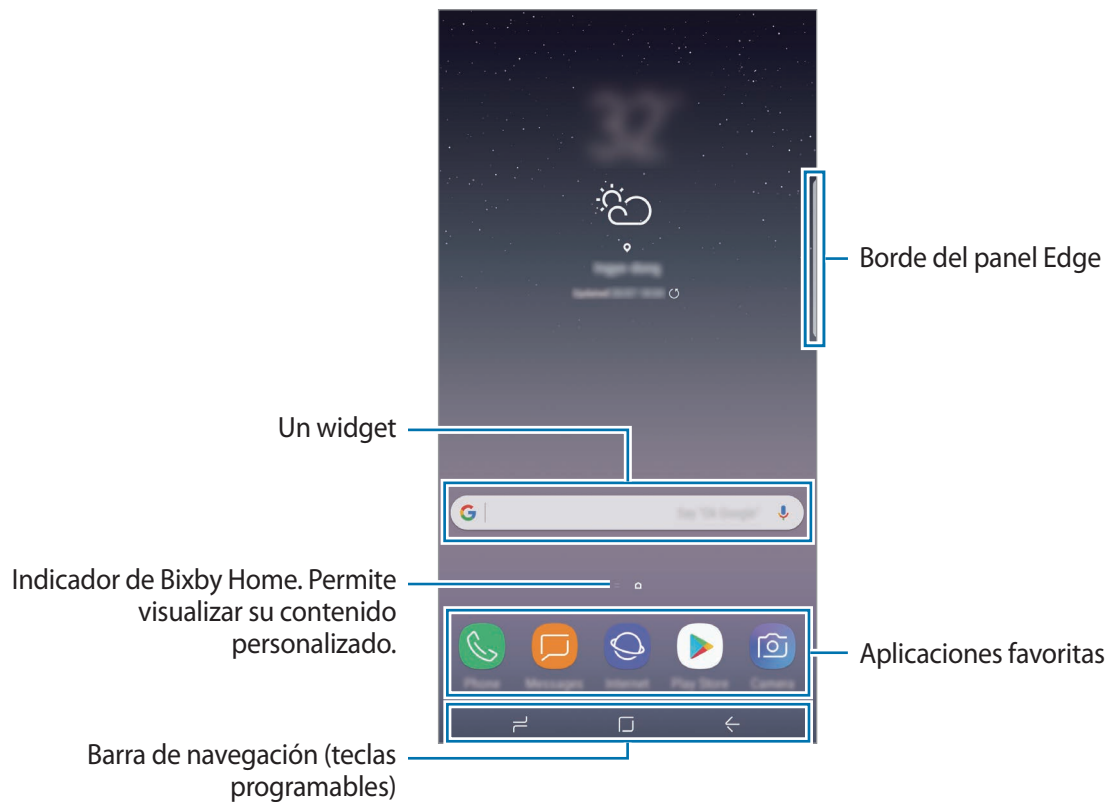 Borde del panel Edge
Un widget
G
Indicador de Bixby Home. Permite
visualizar su contenido
personalizado.
Aplicaciones favoritas
Phone
Messages
Internet
Play Store
Camera
Barra de navegación (teclas
programables)